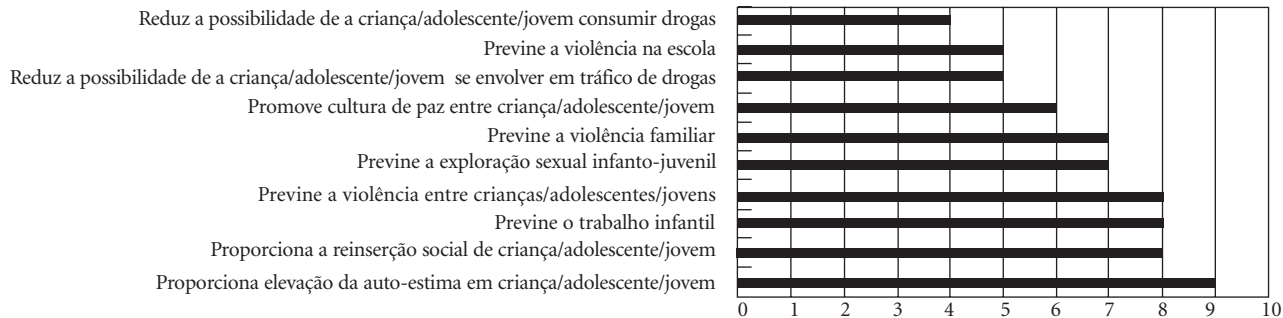 Reduz a possibilidade de a criança/adolescente/jovem consumir drogas
Previne a violência na escola
Reduz a possibilidade de a criança/adolescente/jovem se envolver em tráfico de drogas
Promove cultura de paz entre criança/adolescente/jovem
Previne a violência familiar
Previne a exploração sexual infanto-juvenil
Previne a violência entre crianças/adolescentes/jovens
Previne o trabalho infantil
Proporciona a reinserção social de criança/adolescente/jovem
Proporciona elevação da auto-estima em criança/adolescente/jovem
0 1 2 3 4 5 6 7 8 9 10